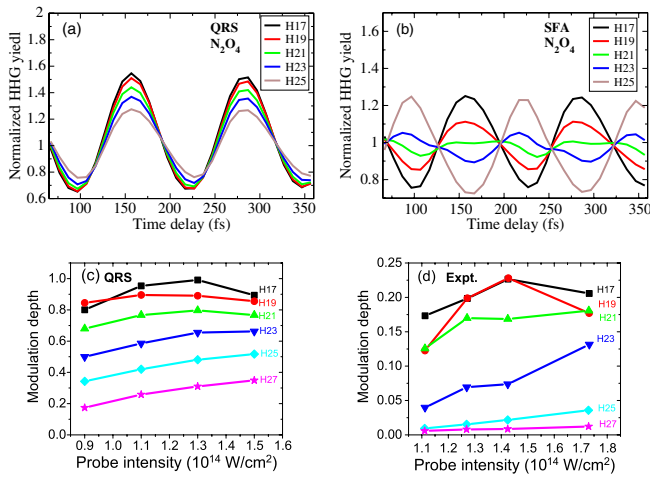 (a)
QRS
N2O4
H17
H19
H21
H23
H25
Normalized HHG yiedl
2
1.8
1.6
1.4
1.2
1
0.8
0.6
100 150 200 250 300 350
Time delay (fs)
(b)
SFA
N2O4
H17
H19
H21
H23
H25
Normalized HHG yield
1.6
1.4
1.2
1.0
0.8
100 150 200 250 300 350
Time delay (fs)
(c) QRS
H17
H19
H21
H23
H25
H27
Modulation depth
1.0
0.8
0.6
0.4
0.2
0.0
0.9 1.0 1.1 1.2 1.3 1.4 1.5 1.6
Probe intensity (10^14 W/cm^2)
(d) Expt.
H17
H19
H21
H23
H25
H27
Modulation depth
0.25
0.20
0.15
0.10
0.05
0.00
1.1 1.2 1.3 1.4 1.5 1.6 1.7 1.8
Probe intensity (10^14 W/cm^2)